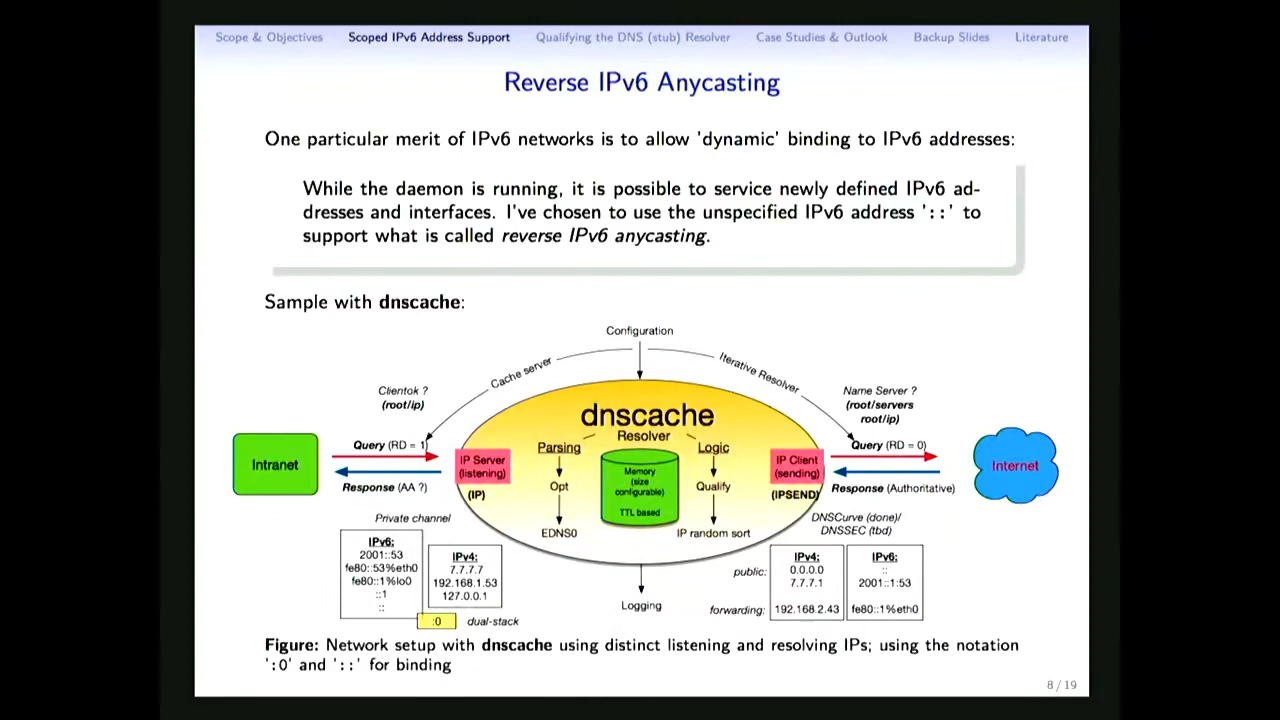 Scope & Objectives Scoped IPv6 Address Support Qualifying the DNS (stub) Resolver Case Studies & Outlook Backup Slides Literature
Reverse IPv6 Anycasting
One particular merit of IPv6 networks is to allow 'dynamic' binding to IPv6 addresses:
While the daemon is running, it is possible to service newly defined IPv6 ad-
dresses and interfaces. I've chosen to use the unspecified IPv6 address '::' to
support what is called reverse IPv6 anycasting.
Sample with dnscache:
Configuration
Cache server
Iterative Resolver
Clientok ?
(root/ip)
Name Server ?
(root/servers
root/ip)
dnscache
Resolver
Parsing
Logic
Query (RD = 1)
Query (RD = 0)
Intranet
IP Server
(listening)
(IP)
Memory
(size
configurable)
TTL based
Opt
Qualify
IP Client
(sending)
(IPSEND)
Internet
Response (AA ?)
Response (Authoritative)
EDNS0
IP random sort
Private channel
DNSCurve (done)/
DNSSEC (tbd)
IPv6:
2001::53
fe80::53%eth0
fe80::1%lo0
::1
::
IPv4:
7.7.7.7
192.168.1.53
127.0.0.1
:0
dual-stack
Logging
public:
forwarding:
IPv4:
0.0.0.0
7.7.7.1
192.168.2.43
IPv6:
::
2001::1:53
fe80::1%eth0
Figure: Network setup with dnscache using distinct listening and resolving IPs; using the notation
':0' and '::' for binding
8 / 19